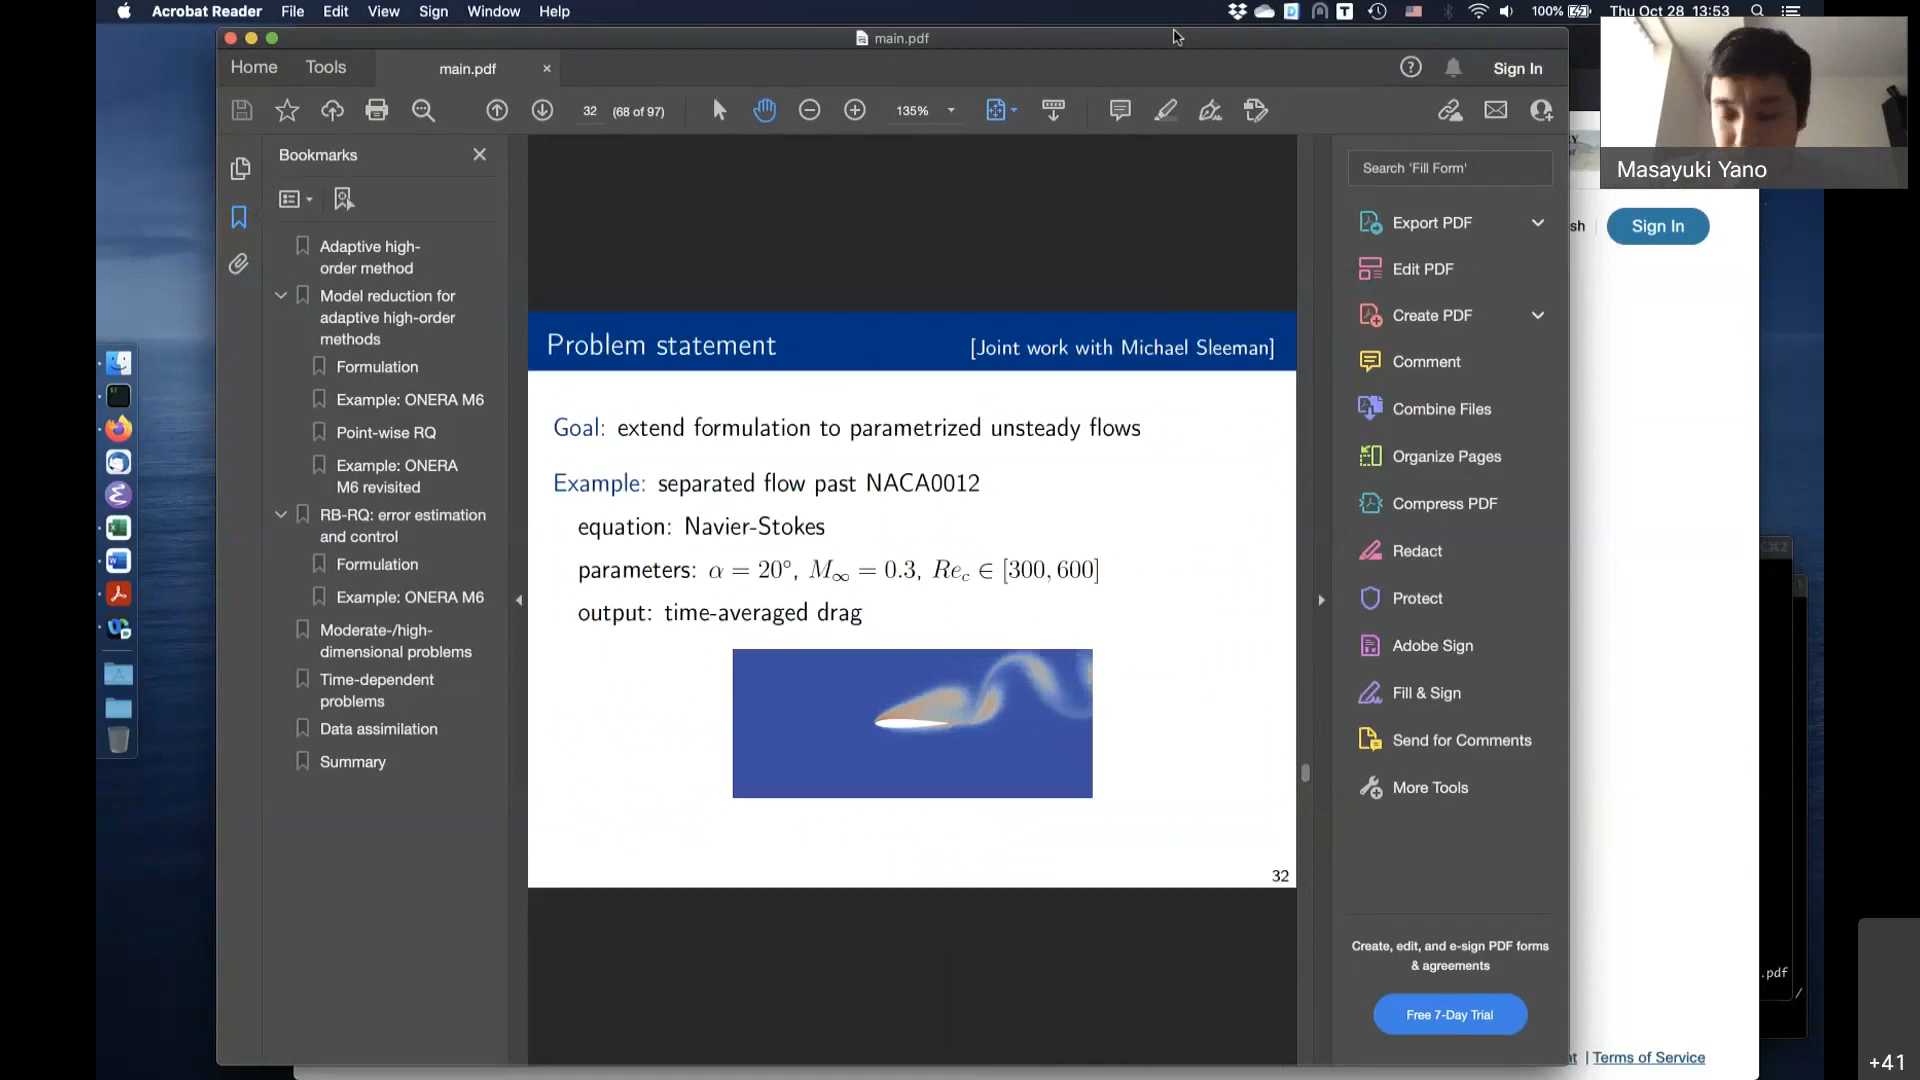 Acrobat Reader File Edit View Sign Window Help
100% Thu Oct 28 13:53
main.pdf
Home Tools main.pdf × Sign In
32 (68 of 97) 135%
Masayuki Yano
Bookmarks
Adaptive high-
order method
Model reduction for
adaptive high-order
methods
Formulation
Example: ONERA M6
Point-wise RQ
Example: ONERA
M6 revisited
RB-RQ: error estimation
and control
Formulation
Example: ONERA M6
Moderate-/high-
dimensional problems
Time-dependent
problems
Data assimilation
Summary
Problem statement [Joint work with Michael Sleeman]
Goal: extend formulation to parametrized unsteady flows
Example: separated flow past NACA0012
equation: Navier-Stokes
parameters: α = 20°, M∞ = 0.3, Re_c ∈ [300, 600]
output: time-averaged drag
32
Search 'Fill Form'
Export PDF
Edit PDF
Create PDF
Comment
Combine Files
Organize Pages
Compress PDF
Redact
Protect
Adobe Sign
Fill & Sign
Send for Comments
More Tools
Create, edit, and e-sign PDF forms
& agreements
Free 7-Day Trial
sh Sign In
.pdf
| Terms of Service
+41